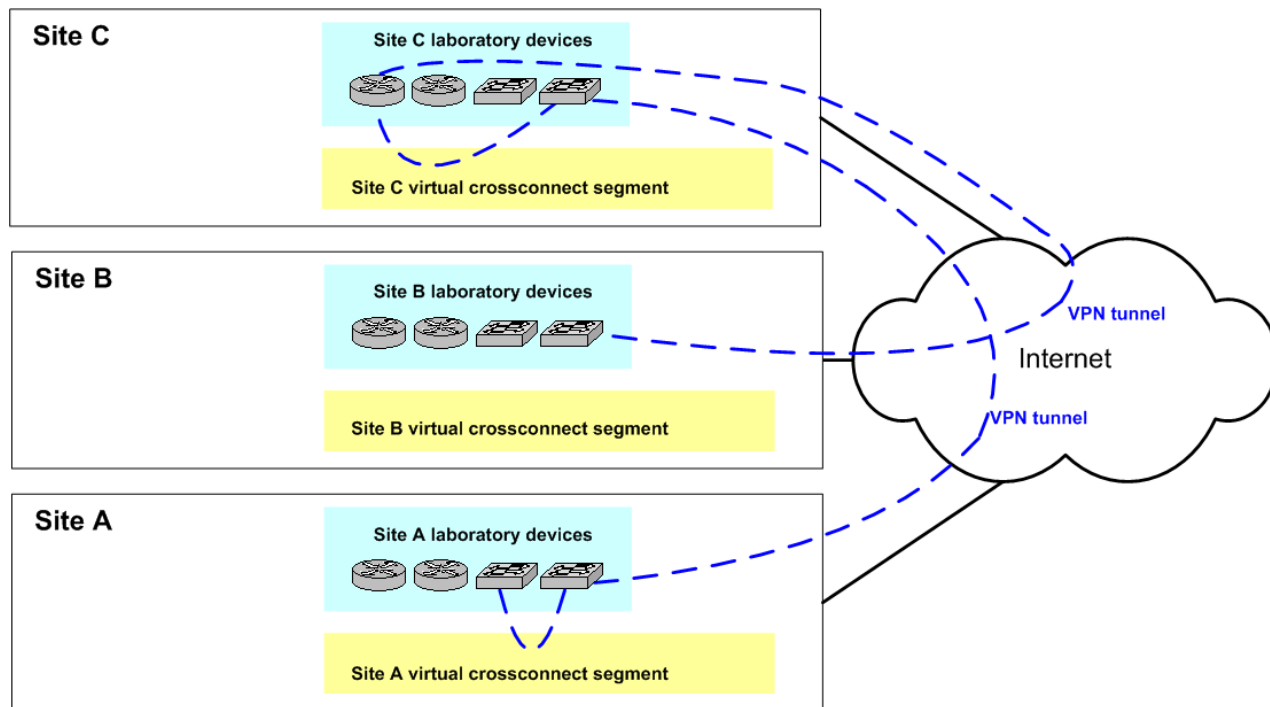 Site C
Site C laboratory devices
Site C virtual crossconnect segment
Site B
Site B laboratory devices
Site B virtual crossconnect segment
VPN tunnel
Internet
VPN tunnel
Site A
Site A laboratory devices
Site A virtual crossconnect segment